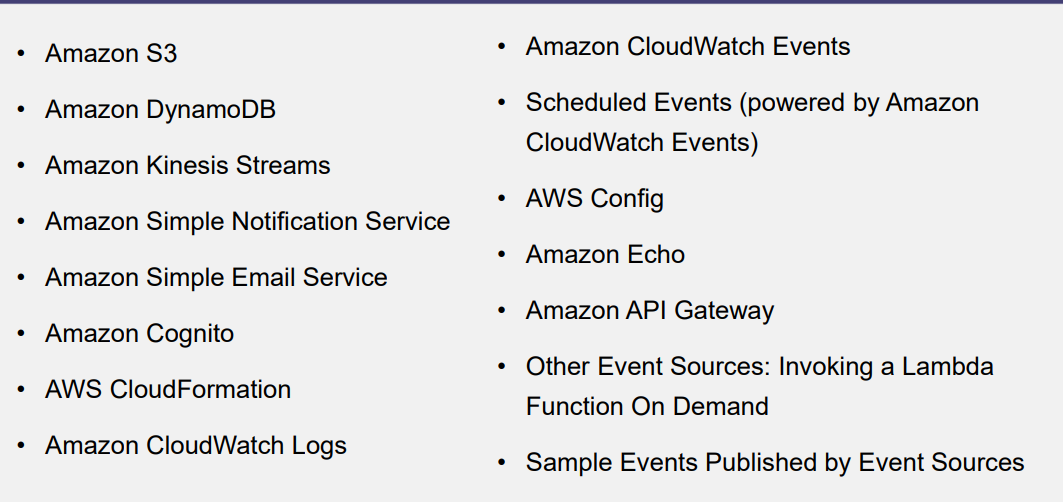 • Amazon S3
• Amazon DynamoDB
• Amazon Kinesis Streams
• Amazon Simple Notification Service
• Amazon Simple Email Service
• Amazon Cognito
• AWS CloudFormation
• Amazon CloudWatch Logs
• Amazon CloudWatch Events
• Scheduled Events (powered by Amazon
CloudWatch Events)
• AWS Config
• Amazon Echo
• Amazon API Gateway
• Other Event Sources: Invoking a Lambda
Function On Demand
• Sample Events Published by Event Sources